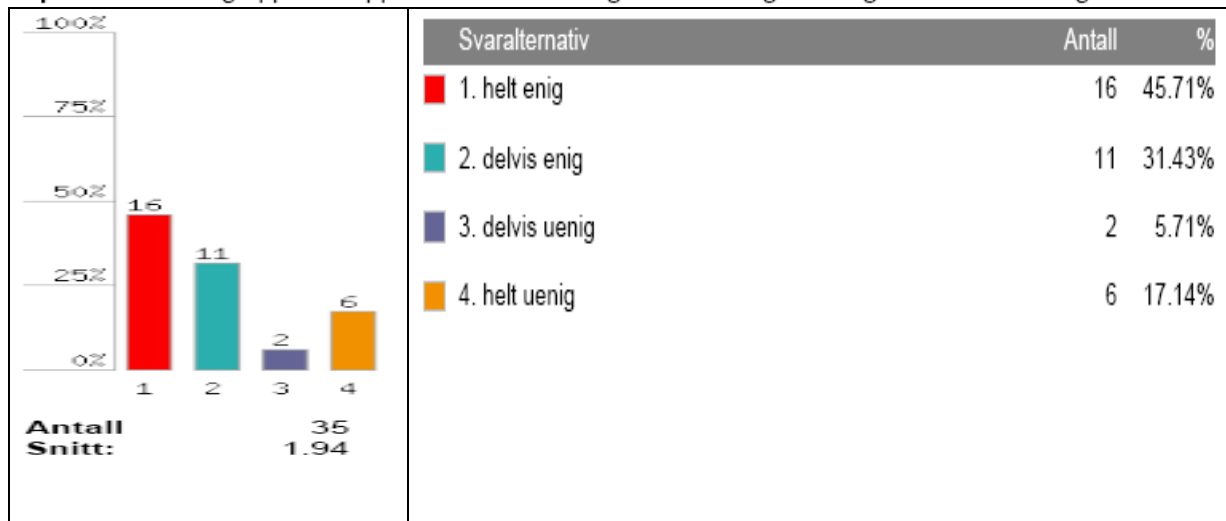 100%
75%
50%
25%
0%
16
11
2
6
1 2 3 4
Antall 35
Snitt: 1.94
Svaralternativ Antall %
1. helt enig 16 45.71%
2. delvis enig 11 31.43%
3. delvis uenig 2 5.71%
4. helt uenig 6 17.14%